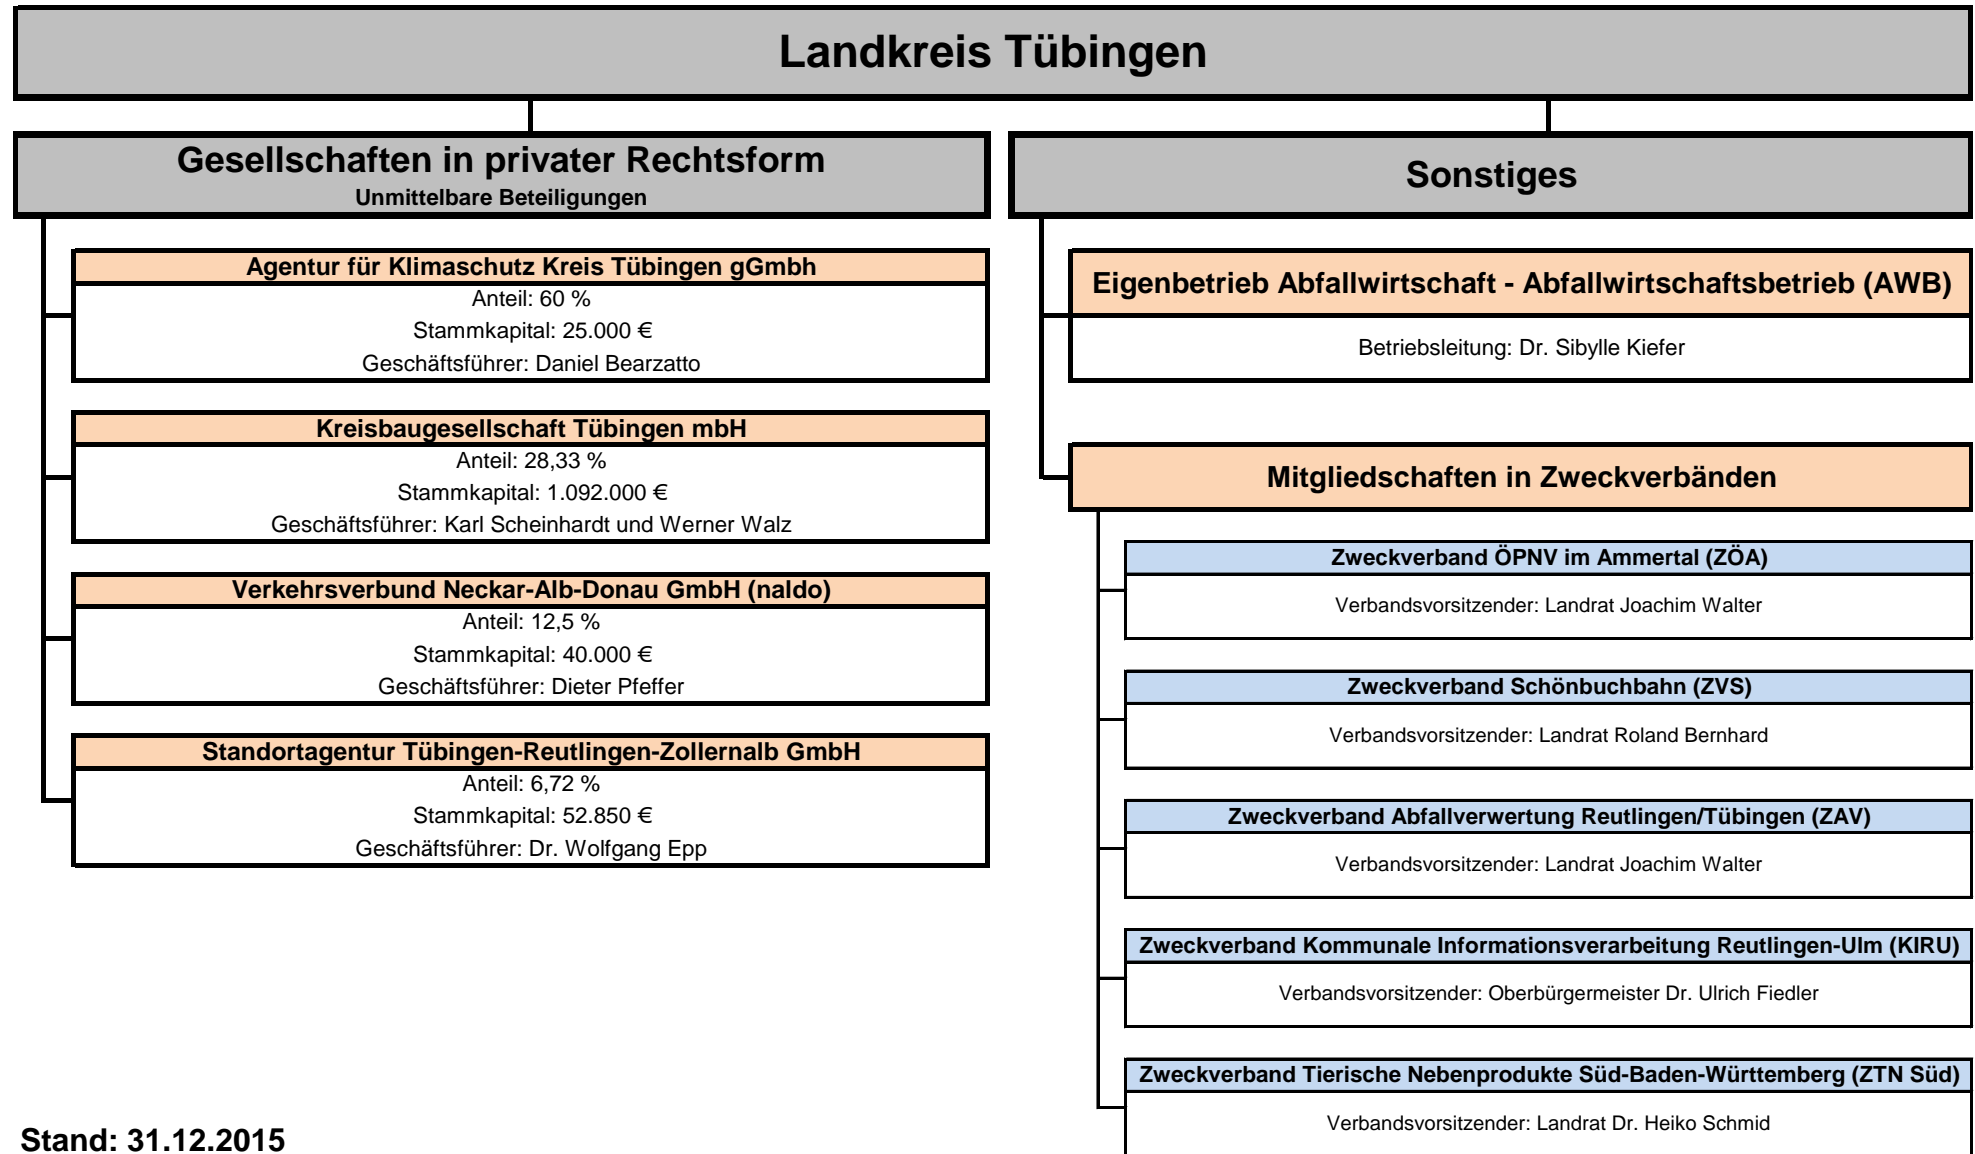 Landkreis Tübingen
Gesellschaften in privater Rechtsform
Unmittelbare Beteiligungen
Agentur für Klimaschutz Kreis Tübingen gGmbh
Anteil: 60 %
Stammkapital: 25.000 €
Geschäftsführer: Daniel Bearzatto
Kreisbaugesellschaft Tübingen mbH
Anteil: 28,33 %
Stammkapital: 1.092.000 €
Geschäftsführer: Karl Scheinhardt und Werner Walz
Verkehrsverbund Neckar-Alb-Donau GmbH (naldo)
Anteil: 12,5 %
Stammkapital: 40.000 €
Geschäftsführer: Dieter Pfeffer
Standortagentur Tübingen-Reutlingen-Zollernalb GmbH
Anteil: 6,72 %
Stammkapital: 52.850 €
Geschäftsführer: Dr. Wolfgang Epp
Sonstiges
Eigenbetrieb Abfallwirtschaft - Abfallwirtschaftsbetrieb (AWB)
Betriebsleitung: Dr. Sibylle Kiefer
Mitgliedschaften in Zweckverbänden
Zweckverband ÖPNV im Ammertal (ZÖA)
Verbandsvorsitzender: Landrat Joachim Walter
Zweckverband Schönbuchbahn (ZVS)
Verbandsvorsitzender: Landrat Roland Bernhard
Zweckverband Abfallverwertung Reutlingen/Tübingen (ZAV)
Verbandsvorsitzender: Landrat Joachim Walter
Zweckverband Kommunale Informationsverarbeitung Reutlingen-Ulm (KIRU)
Verbandsvorsitzender: Oberbürgermeister Dr. Ulrich Fiedler
Zweckverband Tierische Nebenprodukte Süd-Baden-Württemberg (ZTN Süd)
Verbandsvorsitzender: Landrat Dr. Heiko Schmid
Stand: 31.12.2015